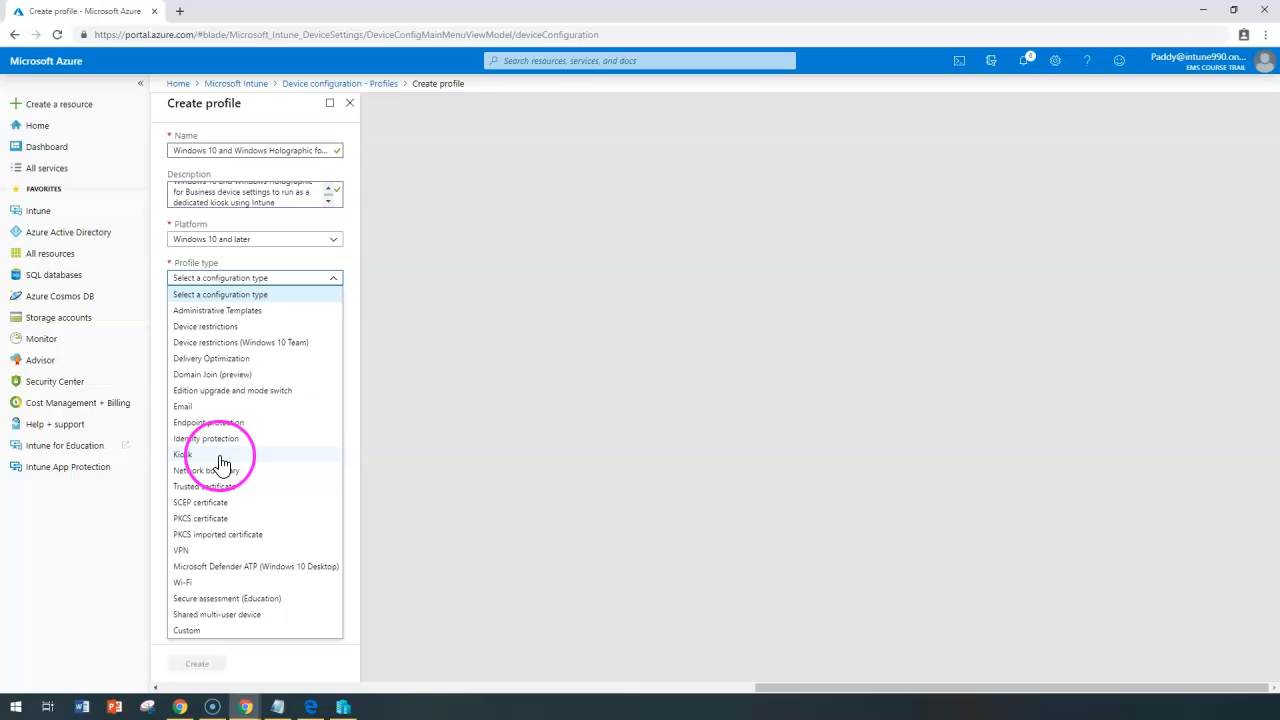 Create profile - Microsoft Azure
https://portal.azure.com/#blade/Microsoft_Intune_DeviceSettings/DeviceConfigMainMenuViewModel/deviceConfiguration
Microsoft Azure
Search resources, services, and docs
6
Paddy@intune990.on...
EMS COURSE TRAIL
Home > Microsoft Intune > Device configuration - Profiles > Create profile
Create a resource
Home
Dashboard
All services
FAVORITES
Intune
Azure Active Directory
All resources
SQL databases
Azure Cosmos DB
Storage accounts
Monitor
Advisor
Security Center
Cost Management + Billing
Help + support
Intune for Education
Intune App Protection
Create profile
* Name
Windows 10 and Windows Holographic fo...
Description
Windows 10 and Windows Holographic
for Business device settings to run as a
dedicated kiosk using Intune
* Platform
Windows 10 and later
* Profile type
Select a configuration type
Select a configuration type
Administrative Templates
Device restrictions
Device restrictions (Windows 10 Team)
Delivery Optimization
Domain Join (preview)
Edition upgrade and mode switch
Email
Endpoint protection
Identity protection
Kiosk
Network boundary
Trusted certificate
SCEP certificate
PKCS certificate
PKCS imported certificate
VPN
Microsoft Defender ATP (Windows 10 Desktop)
Wi-Fi
Secure assessment (Education)
Shared multi-user device
Custom
Create